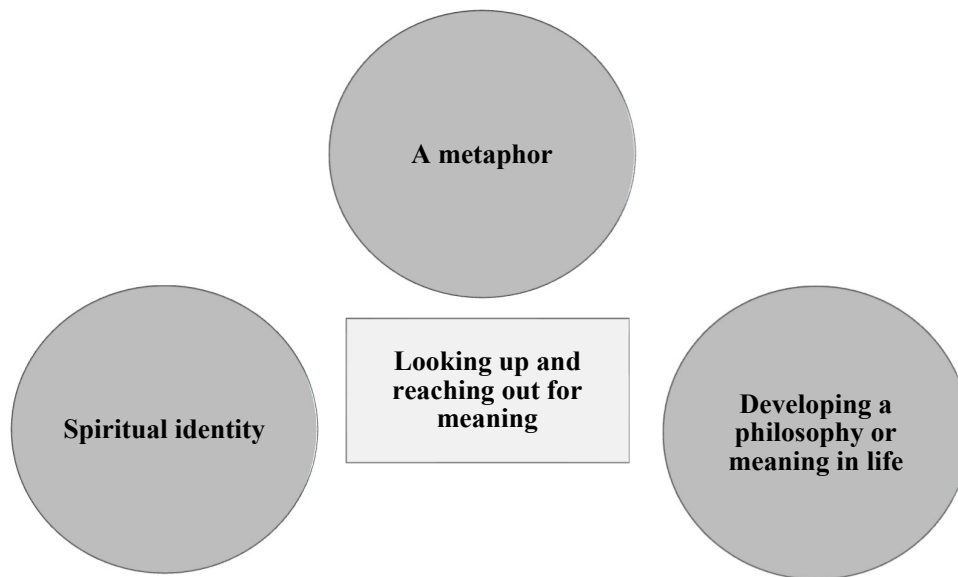 A metaphor
Looking up and
reaching out for
meaning
Spiritual identity
Developing a
philosophy or
meaning in life